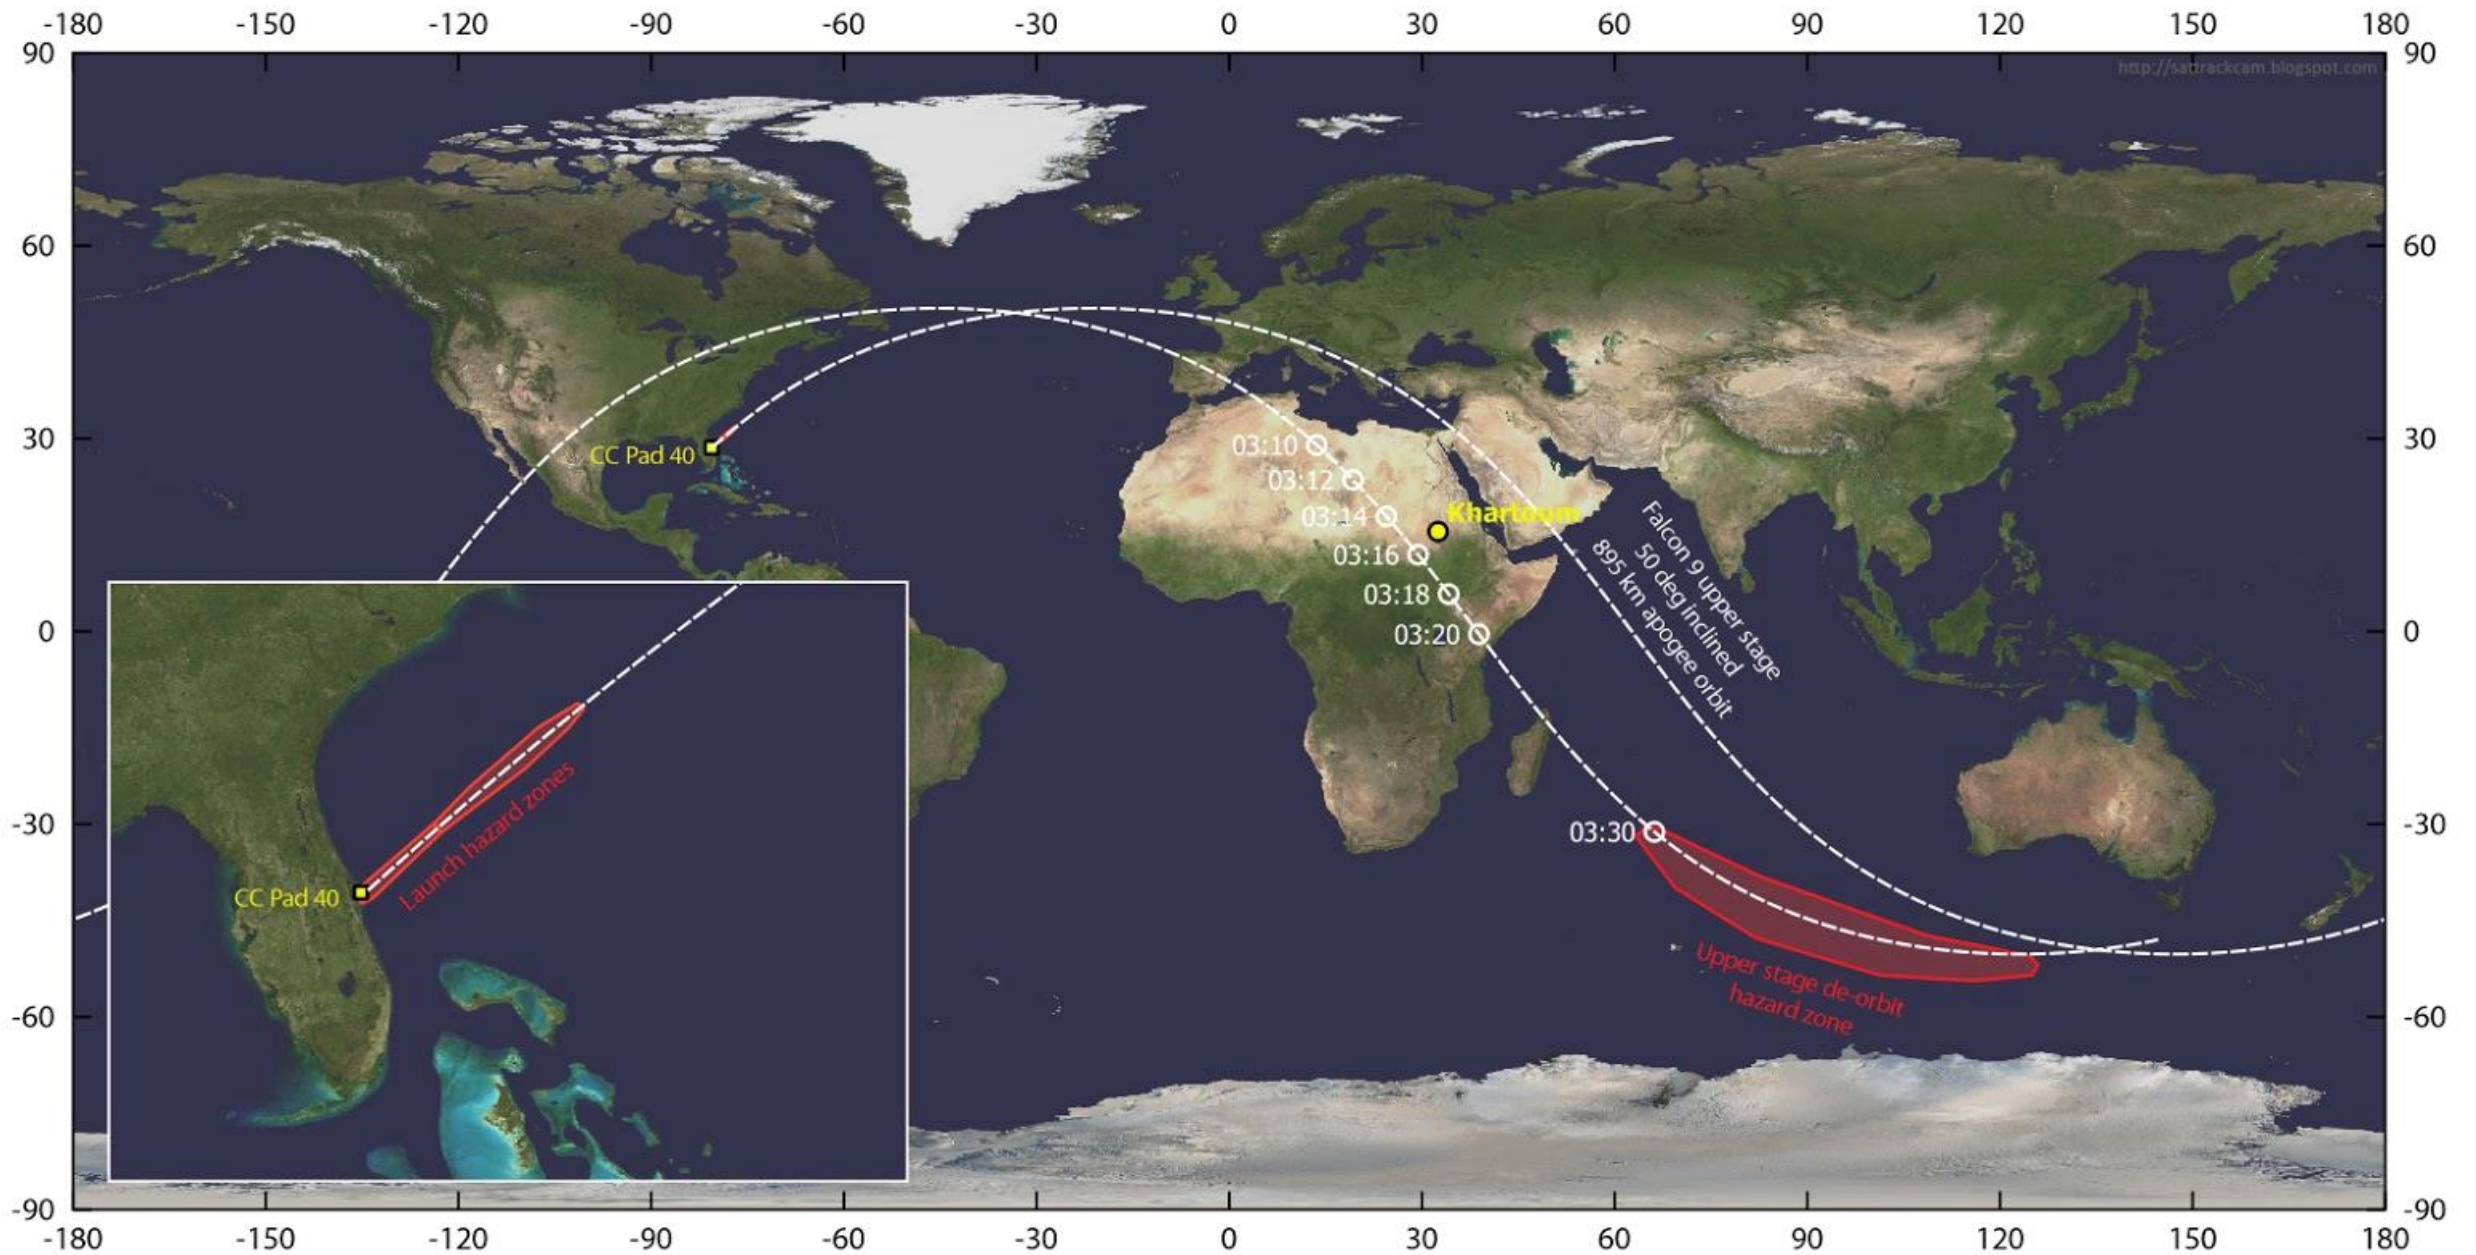 -180 -150 -120 -90 -60 -30 0 30 60 90 120 150 180
90 90
http://sattrackcam.blogspot.com
60 60
30 30
CC Pad 40
03:10
03:12
03:14
Khartoum
03:16
03:18
03:20
Falcon 9 upper stage
50 deg inclined
895 km apogee orbit
0 0
-30 -30
03:30
Launch hazard zones
CC Pad 40
Upper stage de-orbit
hazard zone
-60 -60
-90 -90
-180 -150 -120 -90 -60 -30 0 30 60 90 120 150 180